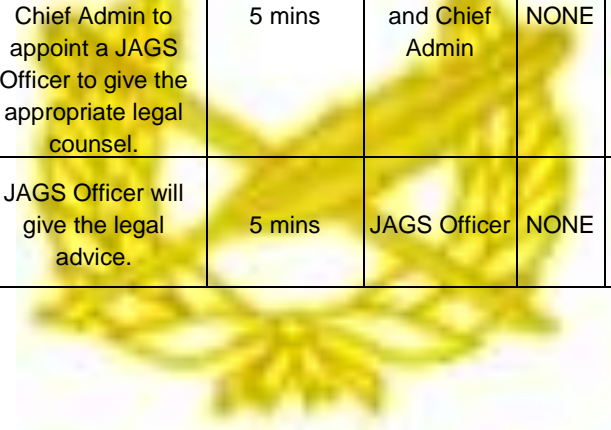 Chief Admin to
appoint a JAGS
Officer to give the
appropriate legal
counsel.
5 mins
and Chief
Admin
NONE
JAGS Officer will
give the legal
advice.
5 mins
JAGS Officer
NONE